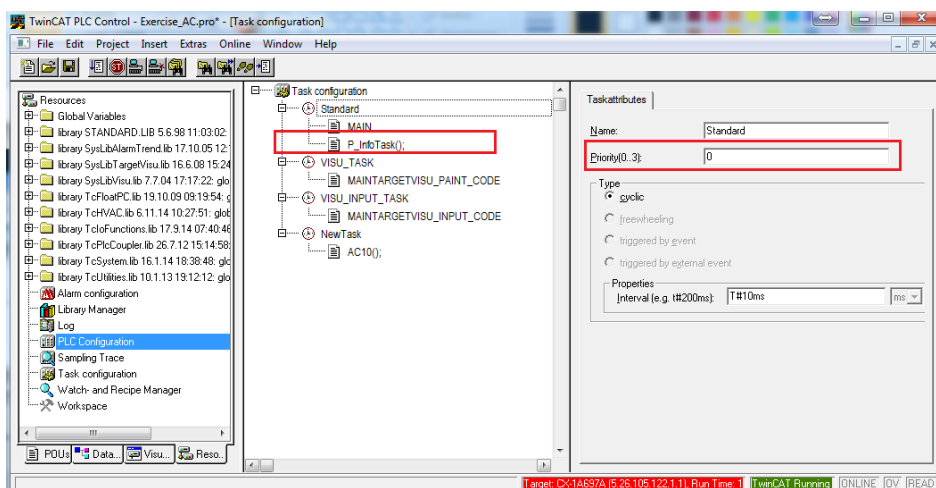 TwinCAT PLC Control - Exercise_AC.pro* - [Task configuration]
File Edit Project Insert Extras Online Window Help
Resources
Global Variables
library STANDARD.LIB 5.6.98 11:03:02:
library SysLibAlarmTrend.lib 17.10.05 12:
library SysLibTargetVisu.lib 16.6.08 15:24
library SysLibVisu.lib 7.7.04 17:17:22: glo
library TcFloatPC.lib 19.10.09 09:19:54: g
library TcHVAC.lib 6.11.14 10:27:51: glob
library TcIoFunctions.lib 17.9.14 07:40:46
library TcPlcCoupler.lib 26.7.12 15:14:58:
library TcSystem.lib 16.1.14 18:38:48: glo
library TcUtilities.lib 10.1.13 19:12:12: glo
Alarm configuration
Library Manager
Log
PLC Configuration
Sampling Trace
Task configuration
Watch- and Recipe Manager
Workspace
POUs Data... Visu... Reso..
Task configuration
Standard
MAIN
P_InfoTask();
VISU_TASK
MAINTARGETVISU_PAINT_CODE
VISU_INPUT_TASK
MAINTARGETVISU_INPUT_CODE
NewTask
AC10();
Taskattributes
Name: Standard
Priority(0..3): 0
Type
cyclic
freewheeling
triggered by event
triggered by external event
Properties
Interval (e.g. t#200ms): T#10ms ms
Target: CX-1A697A (5.26.105.122.1.1), Run Time: 1 TwinCAT Running ONLINE OV READ